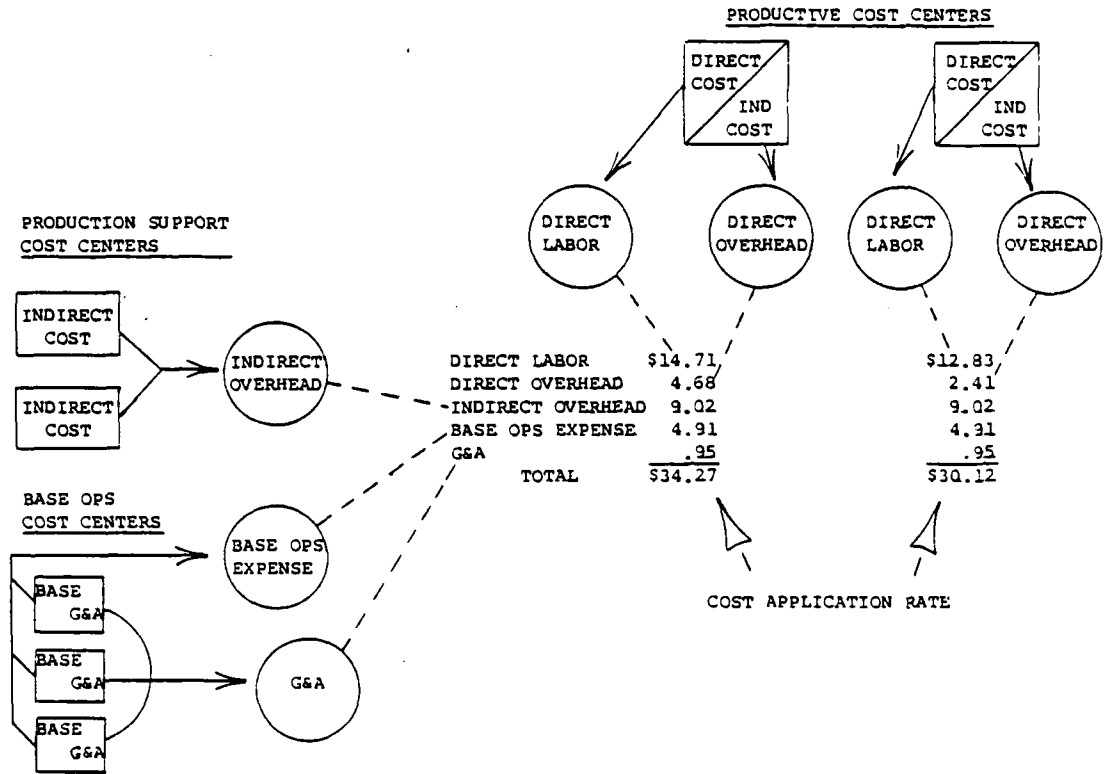 PRODUCTIVE COST CENTERS
DIRECT
COST
IND
COST
DIRECT
COST
IND
COST
DIRECT
LABOR
DIRECT
OVERHEAD
DIRECT
LABOR
DIRECT
OVERHEAD
PRODUCTION SUPPORT
COST CENTERS
INDIRECT
COST
INDIRECT
COST
INDIRECT
OVERHEAD
DIRECT LABOR $14.71 $12.83
DIRECT OVERHEAD 4.68 2.41
INDIRECT OVERHEAD 9.02 9.02
BASE OPS EXPENSE 4.91 4.91
G&A .95 .95
TOTAL $34.27 $30.12
BASE OPS
COST CENTERS
BASE OPS
EXPENSE
BASE
G&A
BASE
G&A
BASE
G&A
G&A
COST APPLICATION RATE